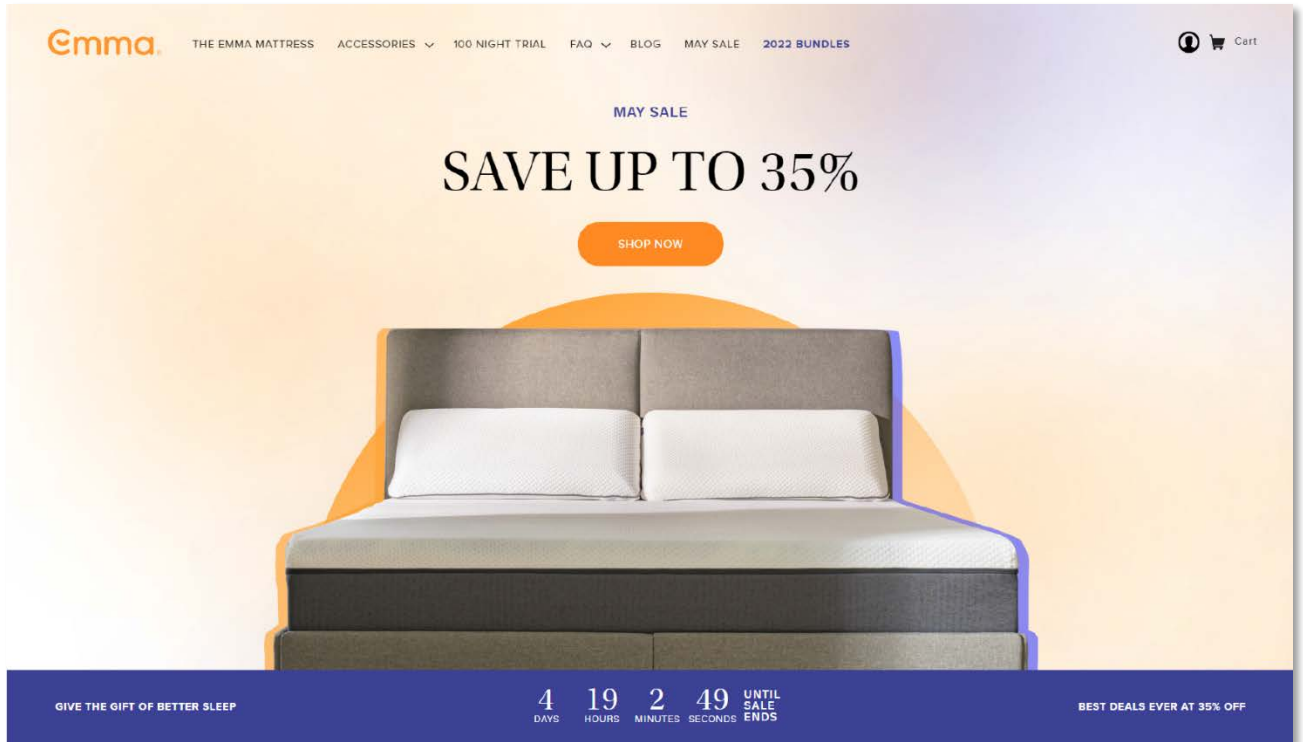 Emma.
THE EMMA MATTRESS ACCESSORIES 100 NIGHT TRIAL FAQ BLOG MAY SALE 2022 BUNDLES Cart
MAY SALE
SAVE UP TO 35%
SHOP NOW
GIVE THE GIFT OF BETTER SLEEP
4 19 2 49
DAYS HOURS MINUTES SECONDS
UNTIL
SALE
ENDS
BEST DEALS EVER AT 35% OFF